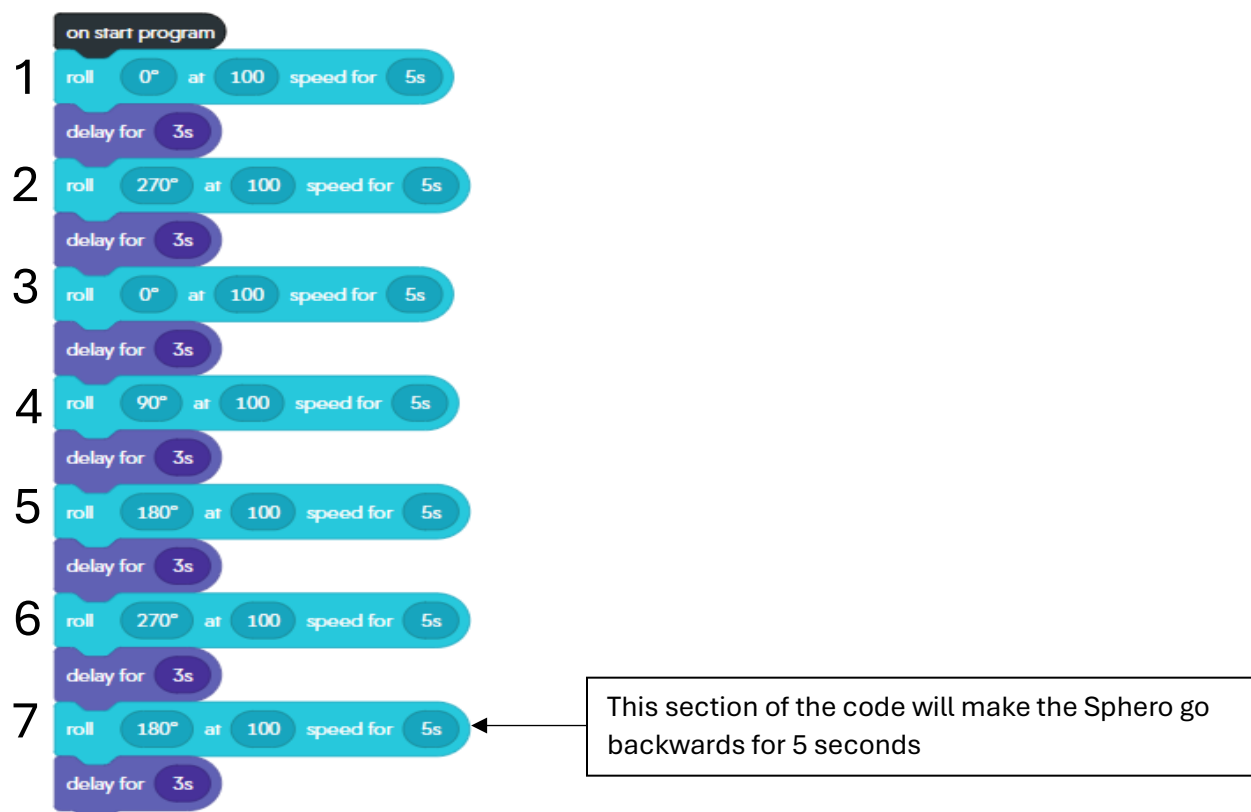 on start program
1 roll 0° at 100 speed for 5s
delay for 3s
2 roll 270° at 100 speed for 5s
delay for 3s
3 roll 0° at 100 speed for 5s
delay for 3s
4 roll 90° at 100 speed for 5s
delay for 3s
5 roll 180° at 100 speed for 5s
delay for 3s
6 roll 270° at 100 speed for 5s
delay for 3s
7 roll 180° at 100 speed for 5s
This section of the code will make the Sphero go
backwards for 5 seconds
delay for 3s